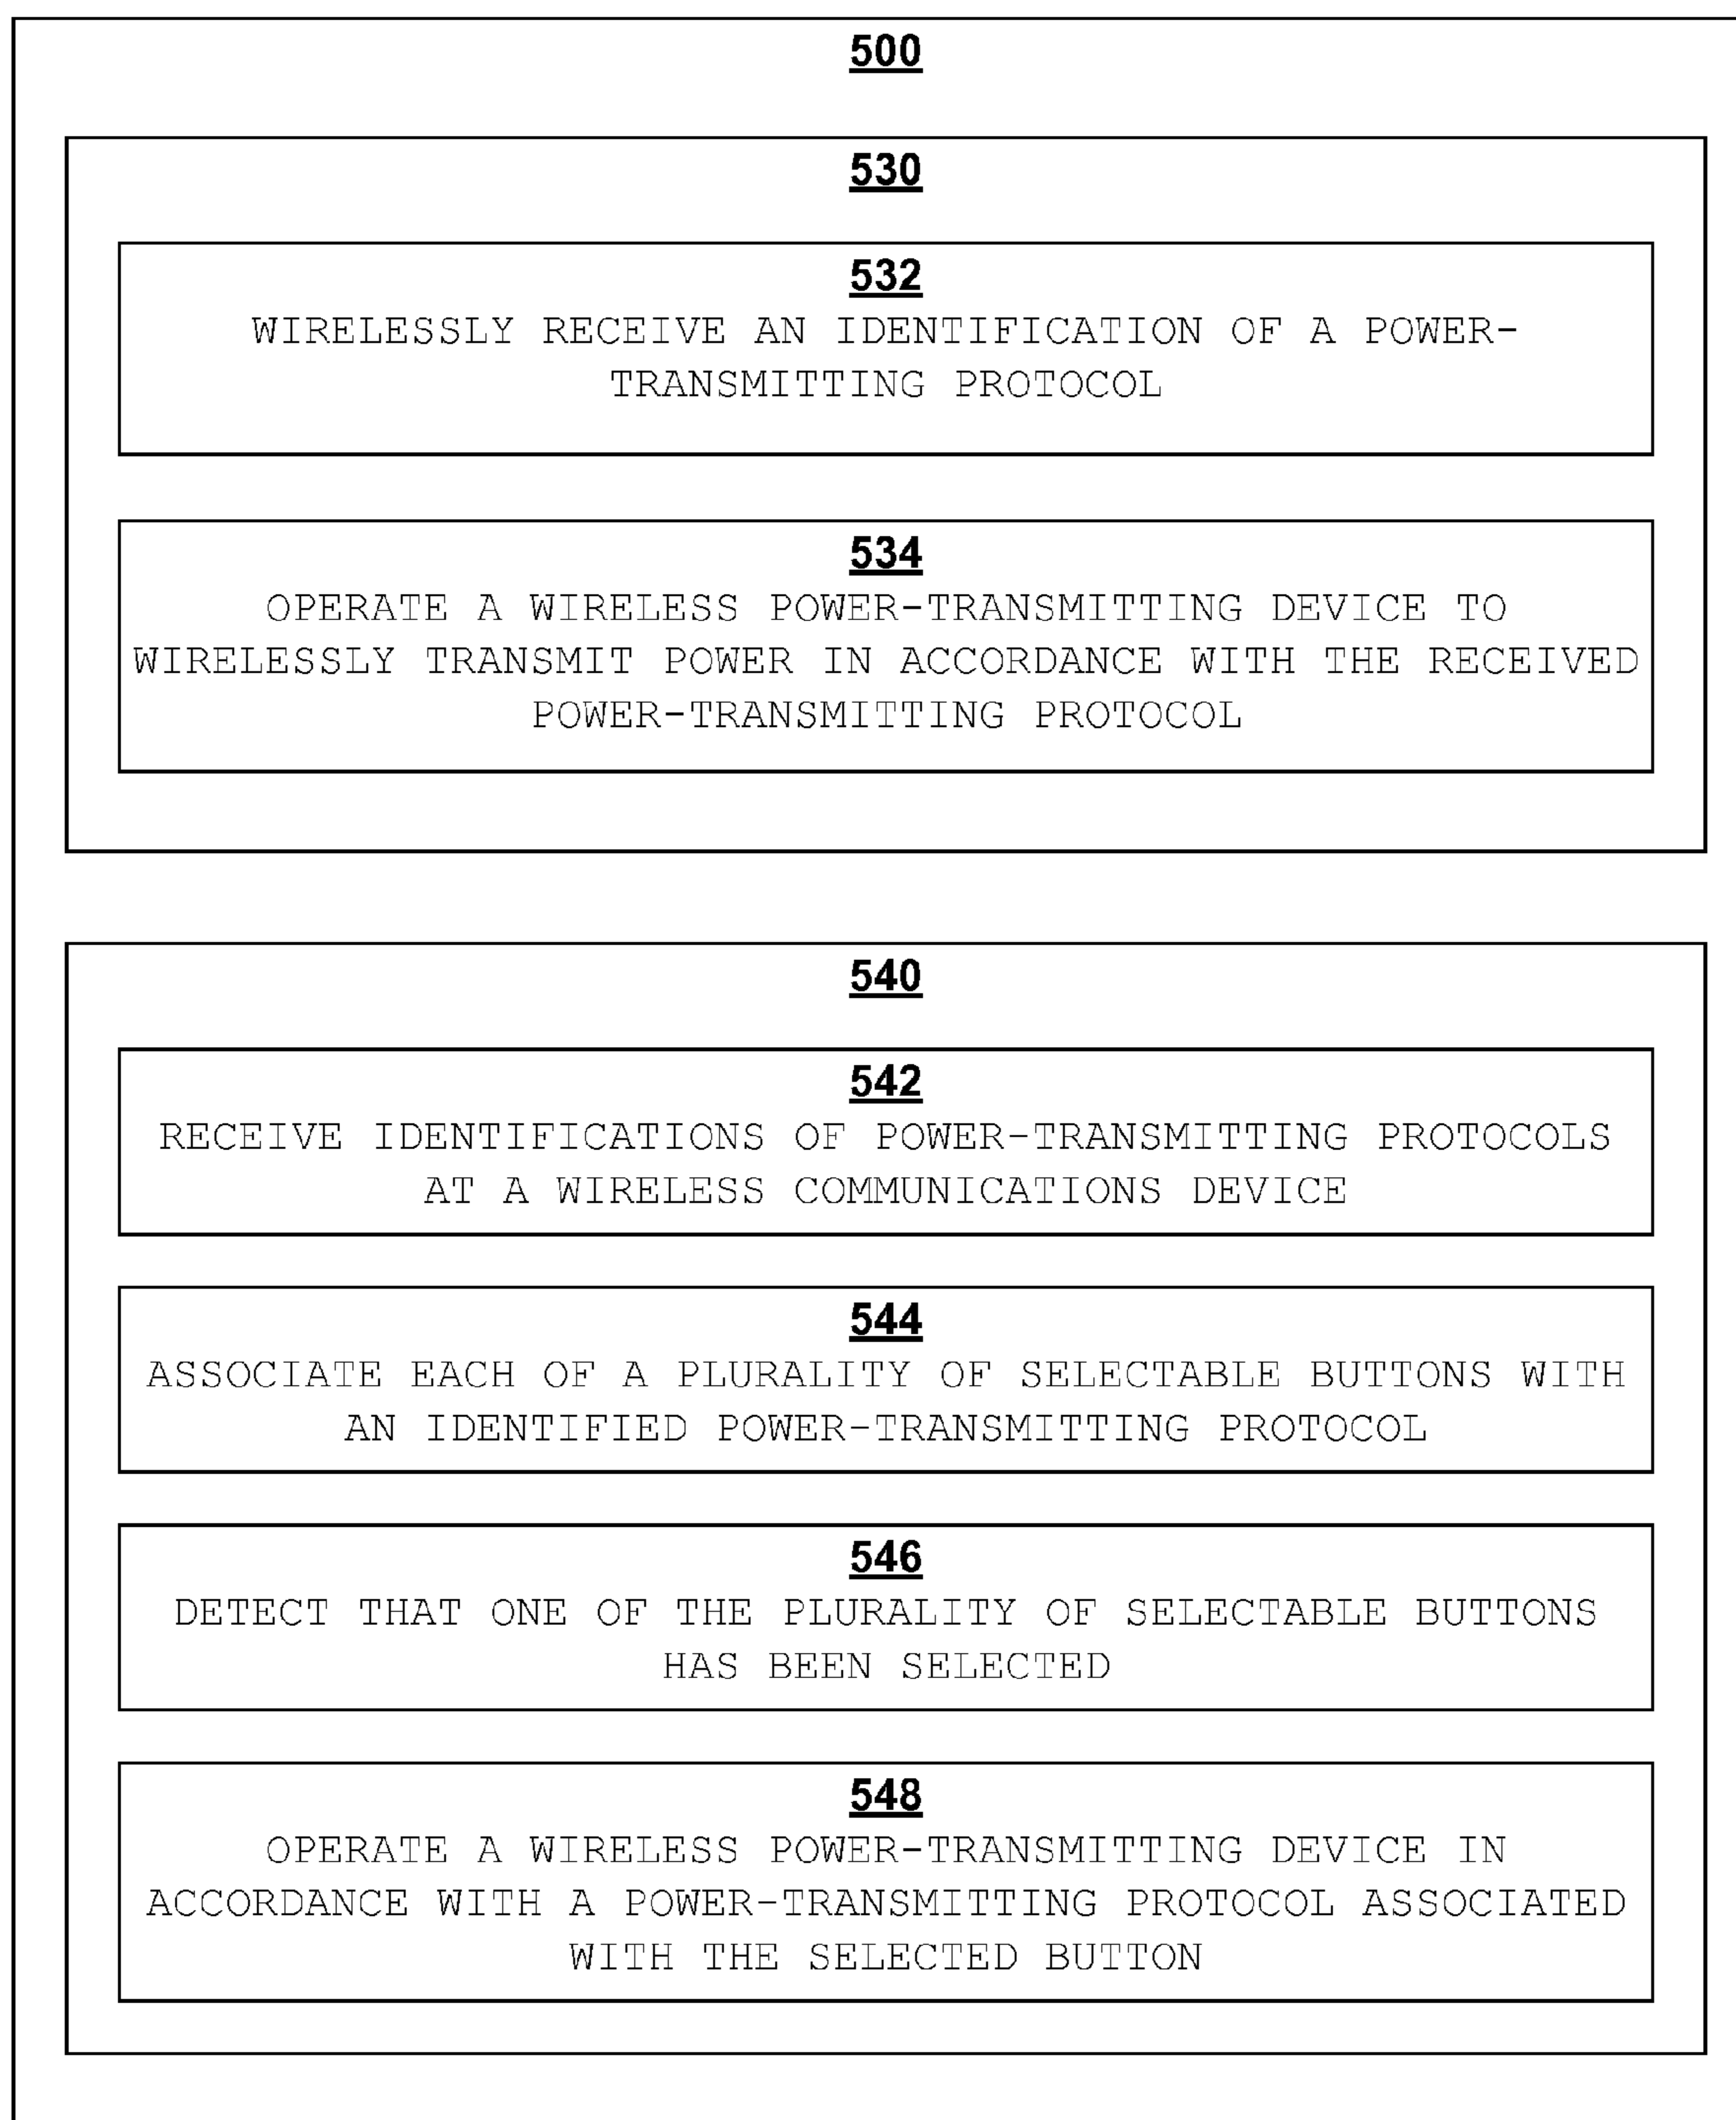 500
530
532
WIRELESSLY RECEIVE AN IDENTIFICATION OF A POWER-
TRANSMITTING PROTOCOL
534
OPERATE A WIRELESS POWER-TRANSMITTING DEVICE TO
WIRELESSLY TRANSMIT POWER IN ACCORDANCE WITH THE RECEIVED
POWER-TRANSMITTING PROTOCOL
540
542
RECEIVE IDENTIFICATIONS OF POWER-TRANSMITTING PROTOCOLS
AT A WIRELESS COMMUNICATIONS DEVICE
544
ASSOCIATE EACH OF A PLURALITY OF SELECTABLE BUTTONS WITH
AN IDENTIFIED POWER-TRANSMITTING PROTOCOL
546
DETECT THAT ONE OF THE PLURALITY OF SELECTABLE BUTTONS
HAS BEEN SELECTED
548
OPERATE A WIRELESS POWER-TRANSMITTING DEVICE IN
ACCORDANCE WITH A POWER-TRANSMITTING PROTOCOL ASSOCIATED
WITH THE SELECTED BUTTON